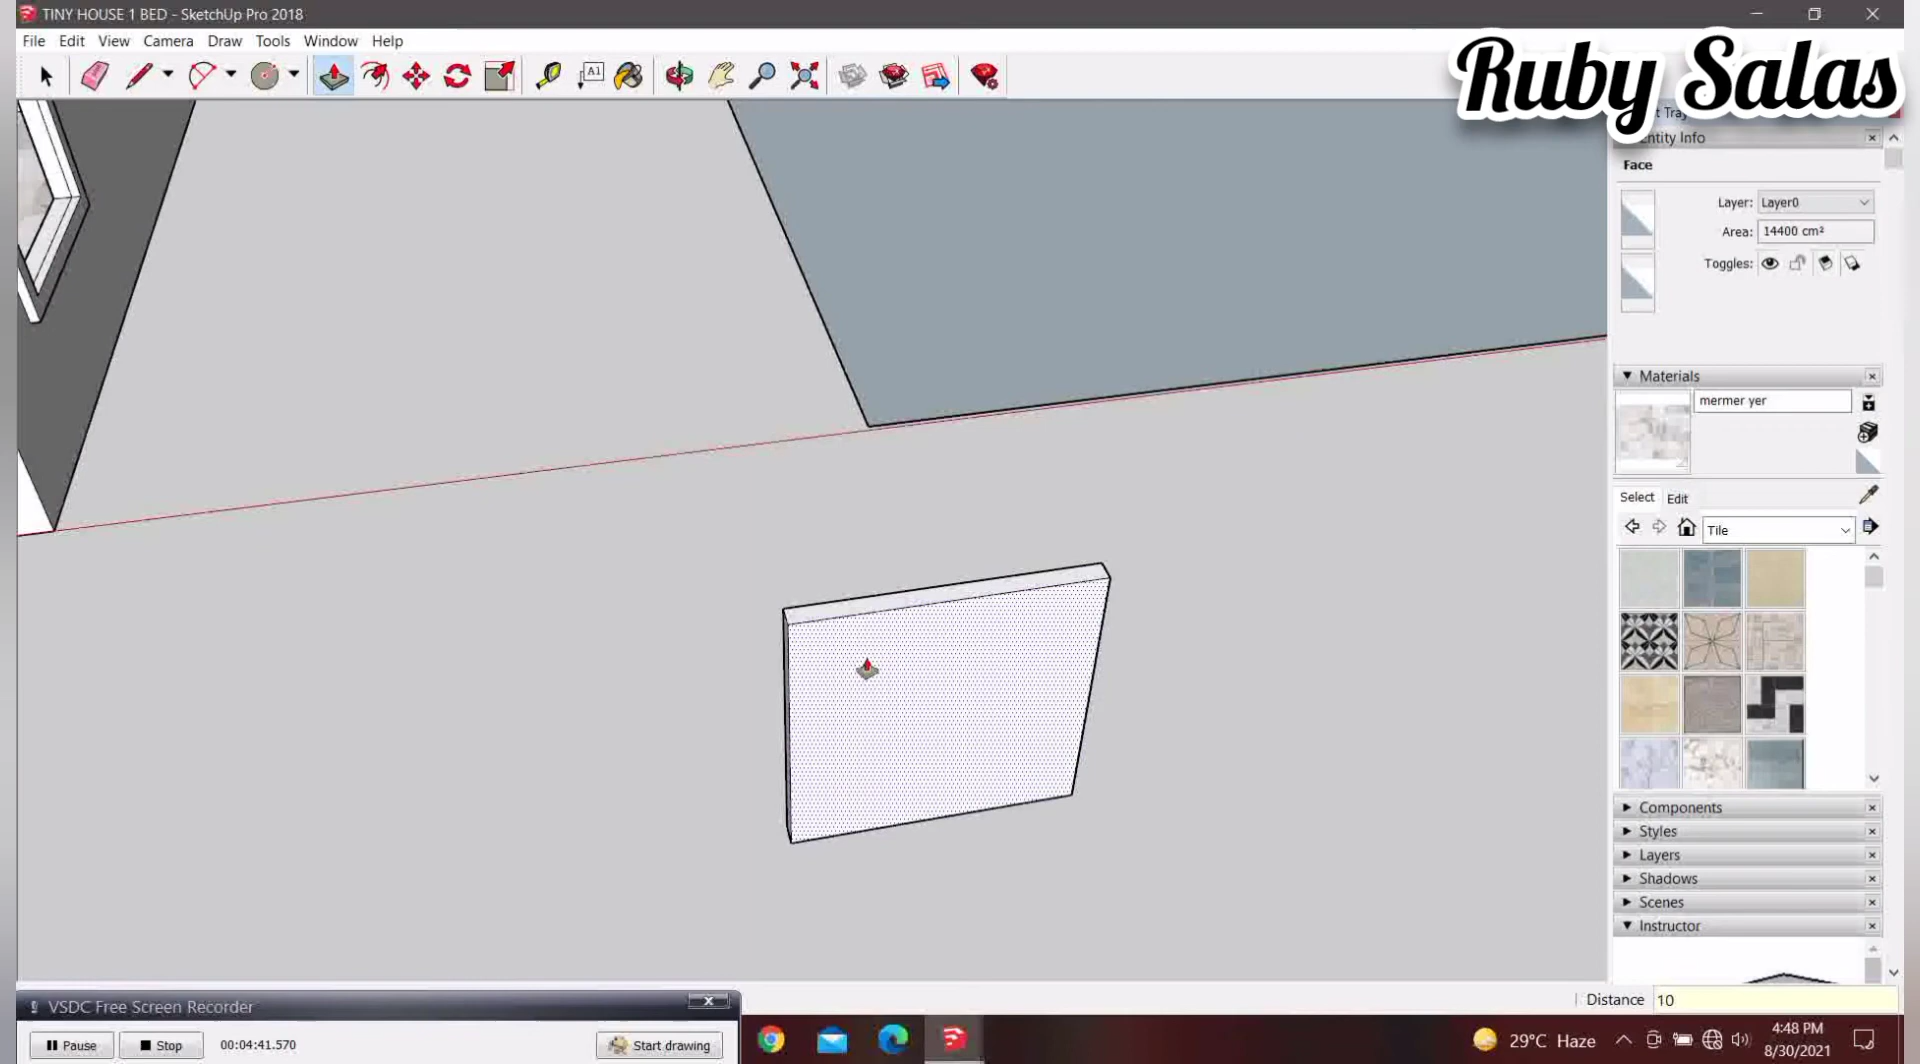 TINY HOUSE 1 BED - SketchUp Pro 2018
Ruby Salas
File Edit View Camera Draw Tools Window Help
A1
Entity Info
Face
Layer: Layer0
Area: 14400 cm²
Toggles:
Materials
mermer yer
Select Edit
Tile
Components
Styles
Layers
Shadows
Scenes
Instructor
Distance 10
VSDC Free Screen Recorder
Pause Stop 00:04:41.570 Start drawing
29°C Haze
4:48 PM
8/30/2021